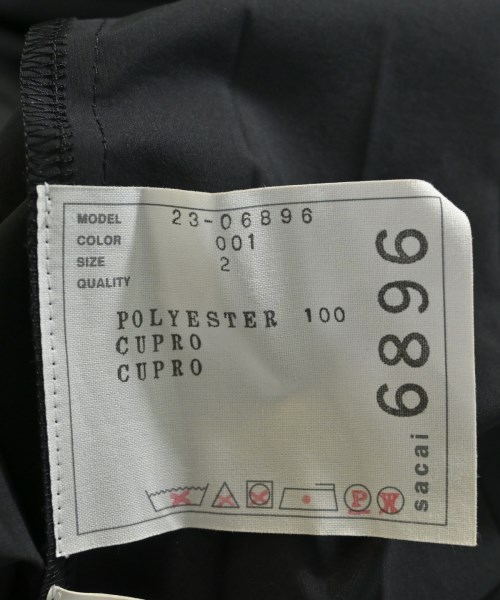 MODEL 23-06896
COLOR 001
SIZE 2
QUALITY
POLYESTER 100
CUPRO
CUPRO
P W
sacai 6896